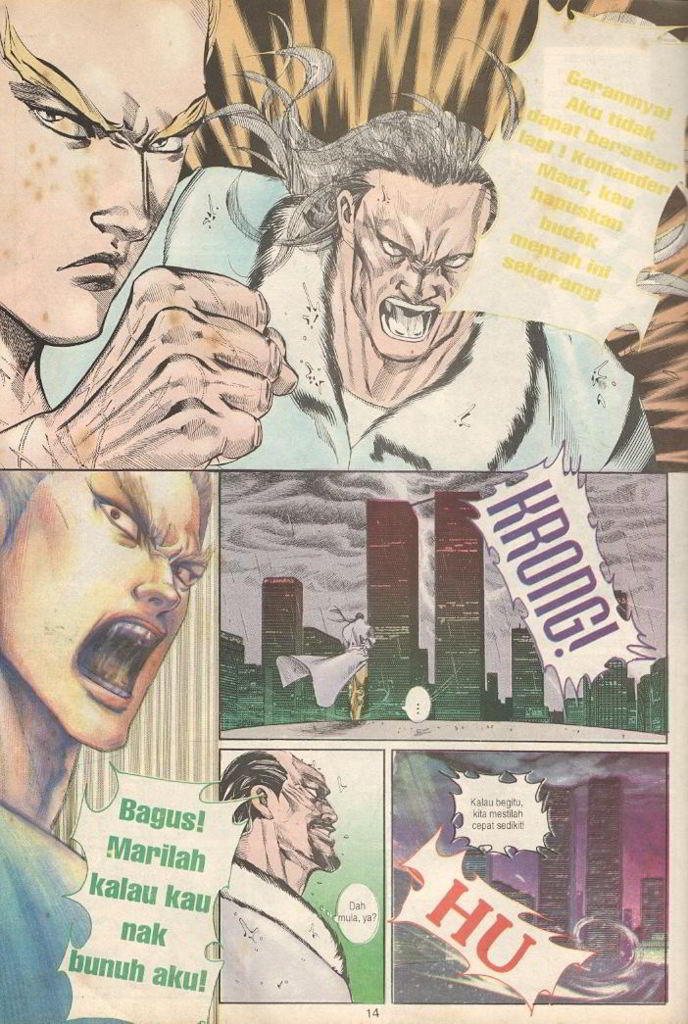 Geramnya!
Aku tidak
dapat bersabar
lagi ! Komander
Maut, kau
hapuskan
budak
mentah ini
sekarang!
KRONG!
...
Bagus!
Marilah
kalau kau
nak
bunuh aku!
Dah
mula, ya?
Kalau begitu,
kita mestilah
cepat sedikit!
HU
14